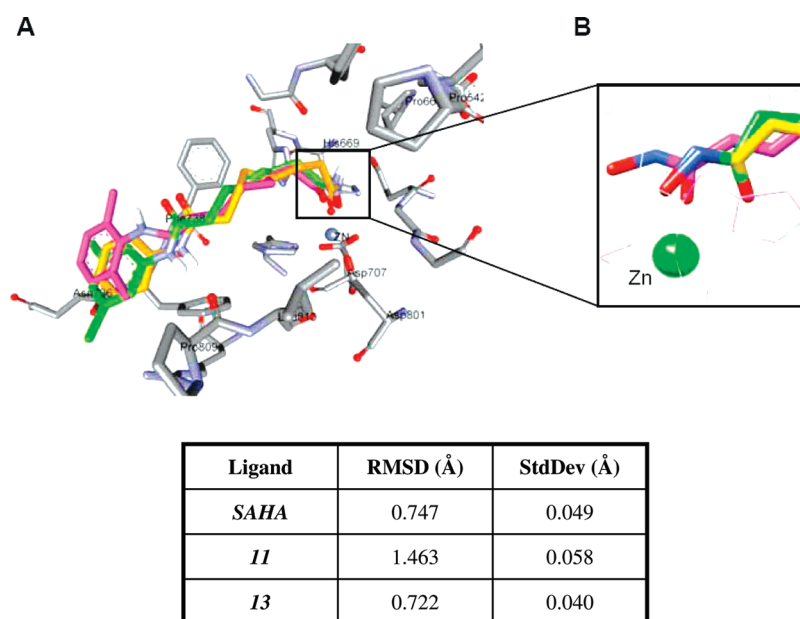 A
B
Pro542
His669
ZN
Asp707
Asp801
Pro809
Zn
Ligand RMSD (Å) StdDev (Å)
SAHA 0.747 0.049
11 1.463 0.058
13 0.722 0.040